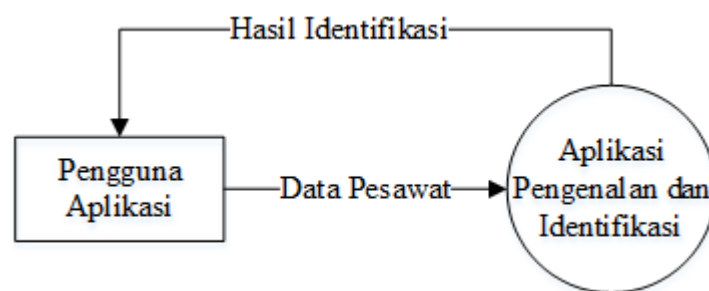 Hasil Identifikasi
Pengguna
Aplikasi
Data Pesawat
Aplikasi
Pengenalan dan
Identifikasi